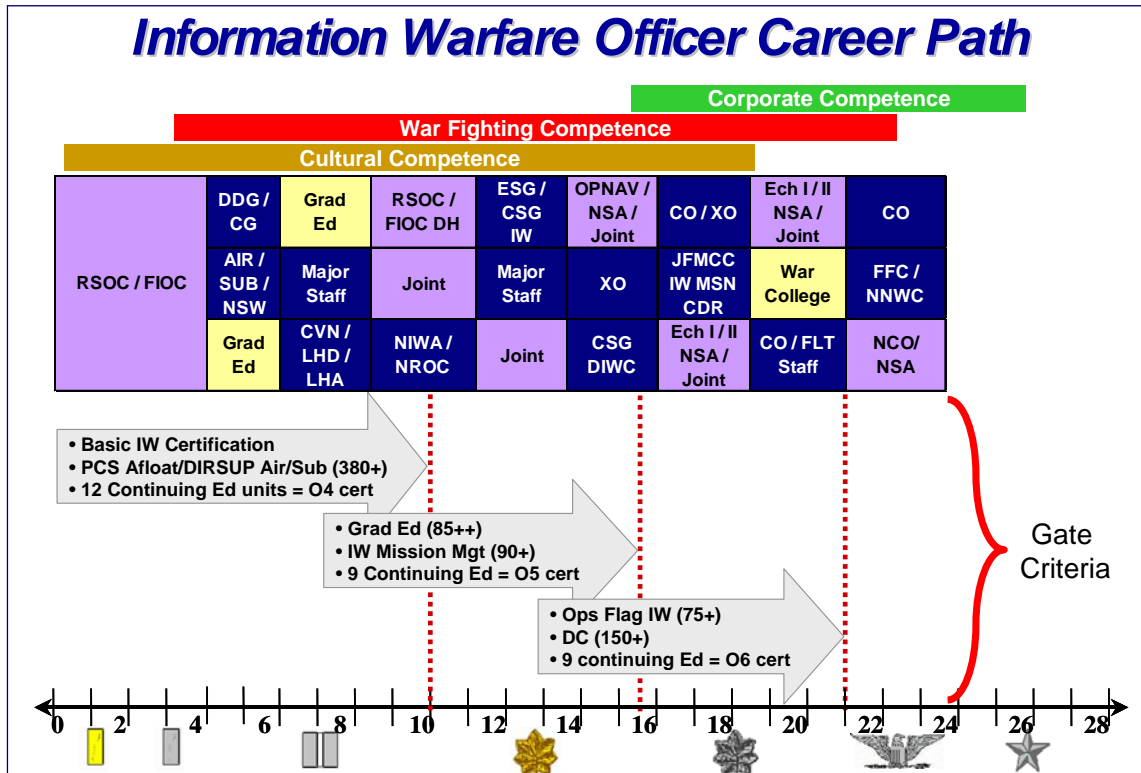 Information Warfare Officer Career Path
Corporate Competence
War Fighting Competence
Cultural Competence
RSOC / FIOC
DDG /
CG
Grad
Ed
RSOC /
FIOC DH
ESG /
CSG
IW
OPNAV /
NSA /
Joint
CO / XO
Ech I / II
NSA /
Joint
CO
AIR /
SUB /
NSW
Major
Staff
Joint
Major
Staff
XO
JFMCC
IW MSN
CDR
War
College
FFC /
NNWC
Grad
Ed
CVN /
LHD /
LHA
NIWA /
NROC
Joint
CSG
DIWC
Ech I / II
NSA /
Joint
CO / FLT
Staff
NCO/
NSA
• Basic IW Certification
• PCS Afloat/DIRSUP Air/Sub (380+)
• 12 Continuing Ed units = O4 cert
• Grad Ed (85++)
• IW Mission Mgt (90+)
• 9 Continuing Ed = O5 cert
• Ops Flag IW (75+)
• DC (150+)
• 9 continuing Ed = O6 cert
Gate
Criteria
0 2 4 6 8 10 12 14 16 18 20 22 24 26 28